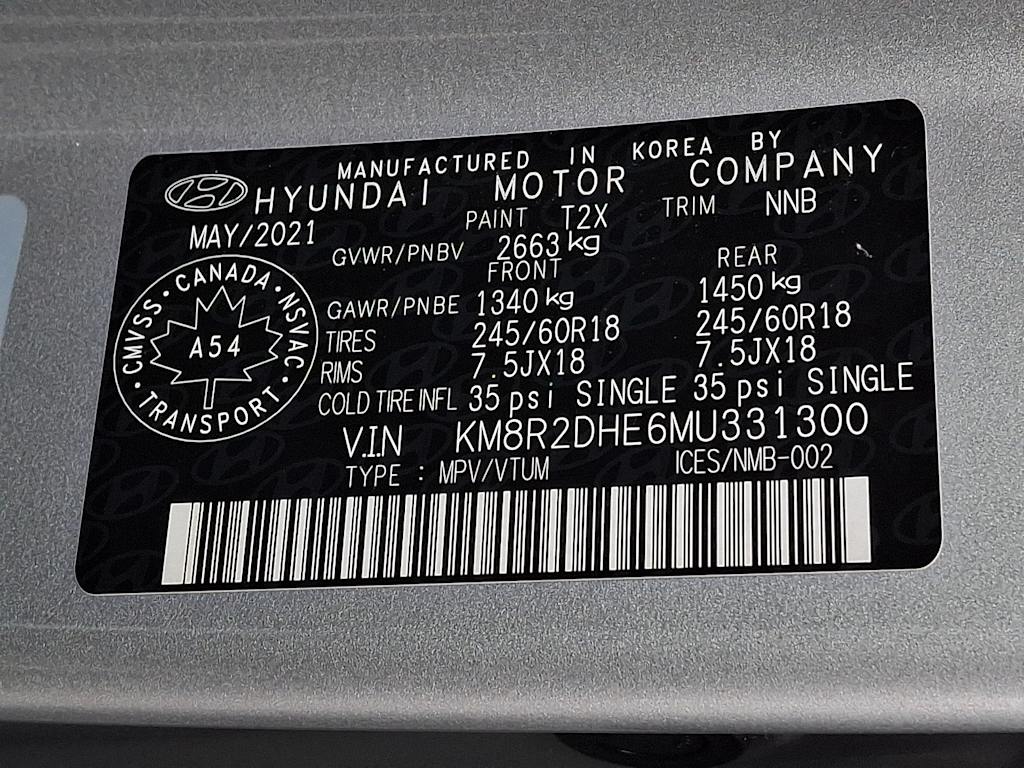 MANUFACTURED IN KOREA BY
HYUNDAI MOTOR COMPANY
MAY/2021 PAINT T2X TRIM NNB
GVWR/PNBV 2663 kg
FRONT REAR
GAWR/PNBE 1340 kg 1450 kg
TIRES 245/60R18 245/60R18
RIMS 7.5JX18 7.5JX18
COLD TIRE INFL 35 psi SINGLE 35 psi SINGLE
V.I.N KM8R2DHE6MU331300
TYPE : MPV/VTUM ICES/NMB-002
CANADA · NSVAC · TRANSPORT · CMVSS ·
A54